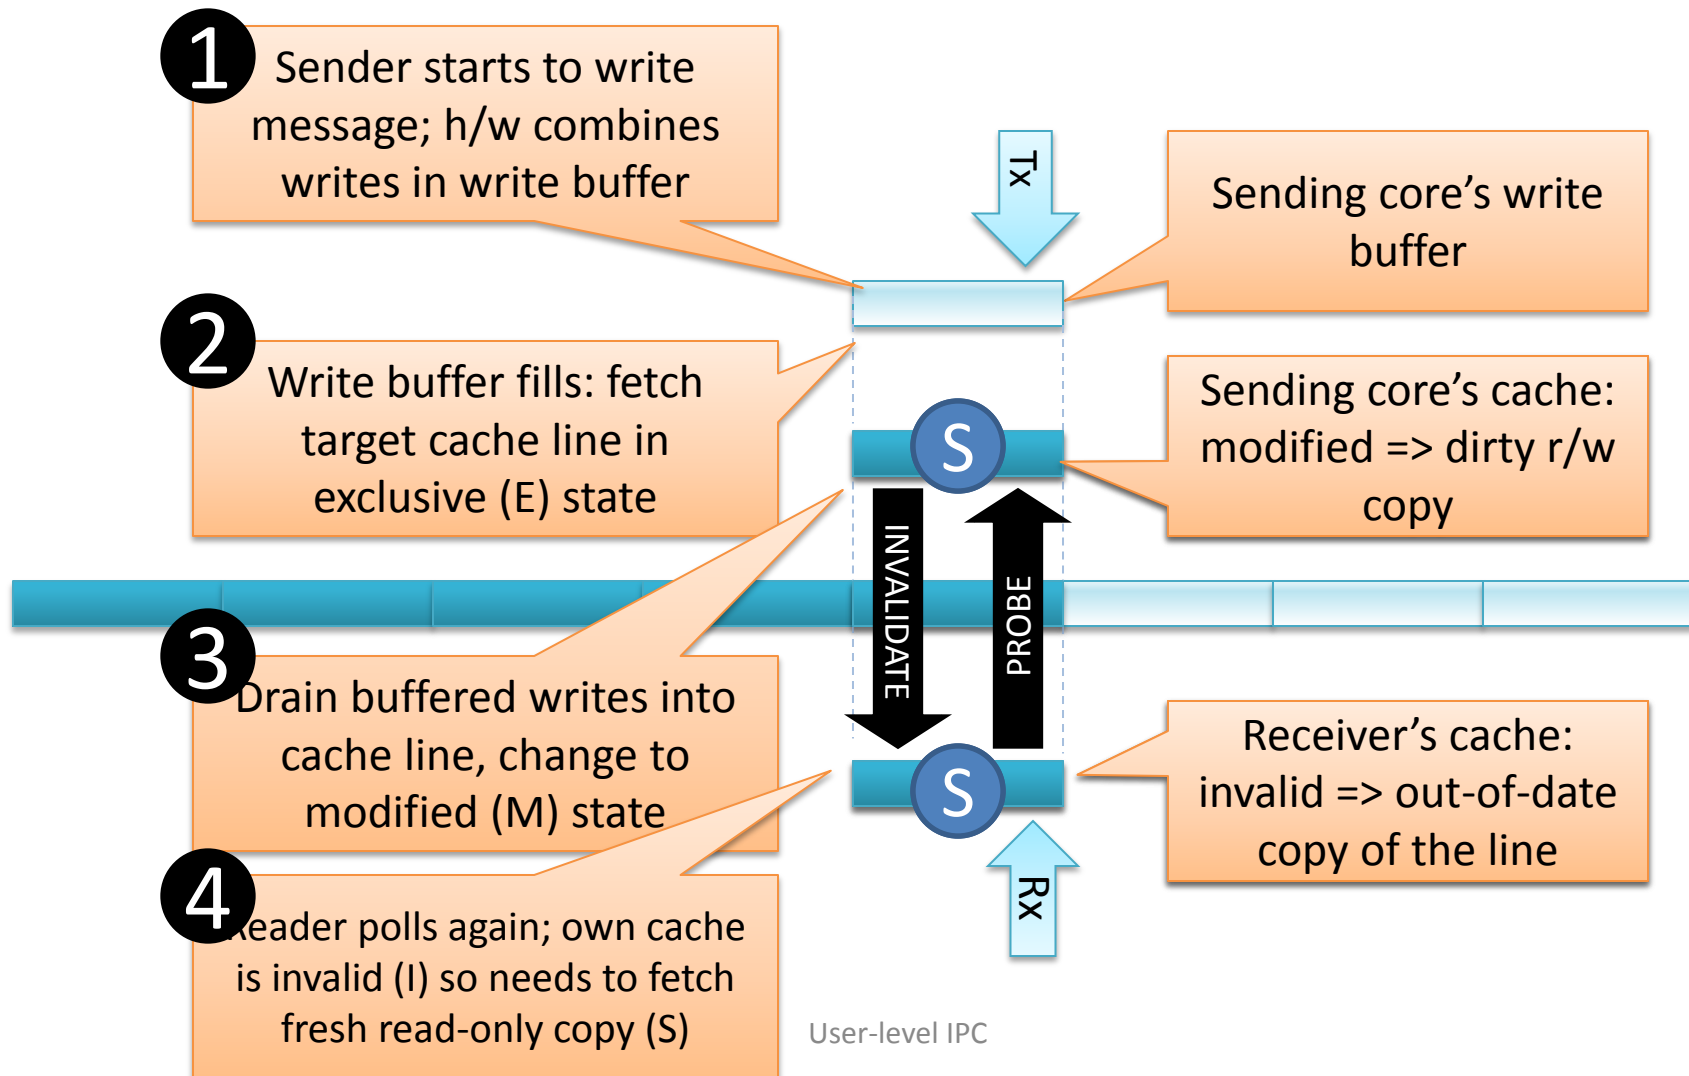 1
Sender starts to write
message; h/w combines
writes in write buffer
Tx
Sending core’s write
buffer
2
Write buffer fills: fetch
target cache line in
exclusive (E) state
S
Sending core’s cache:
modified => dirty r/w
copy
INVALIDATE
PROBE
3
Drain buffered writes into
cache line, change to
modified (M) state
S
Receiver’s cache:
invalid => out-of-date
copy of the line
Rx
4
Reader polls again; own cache
is invalid (I) so needs to fetch
fresh read-only copy (S)
User-level IPC